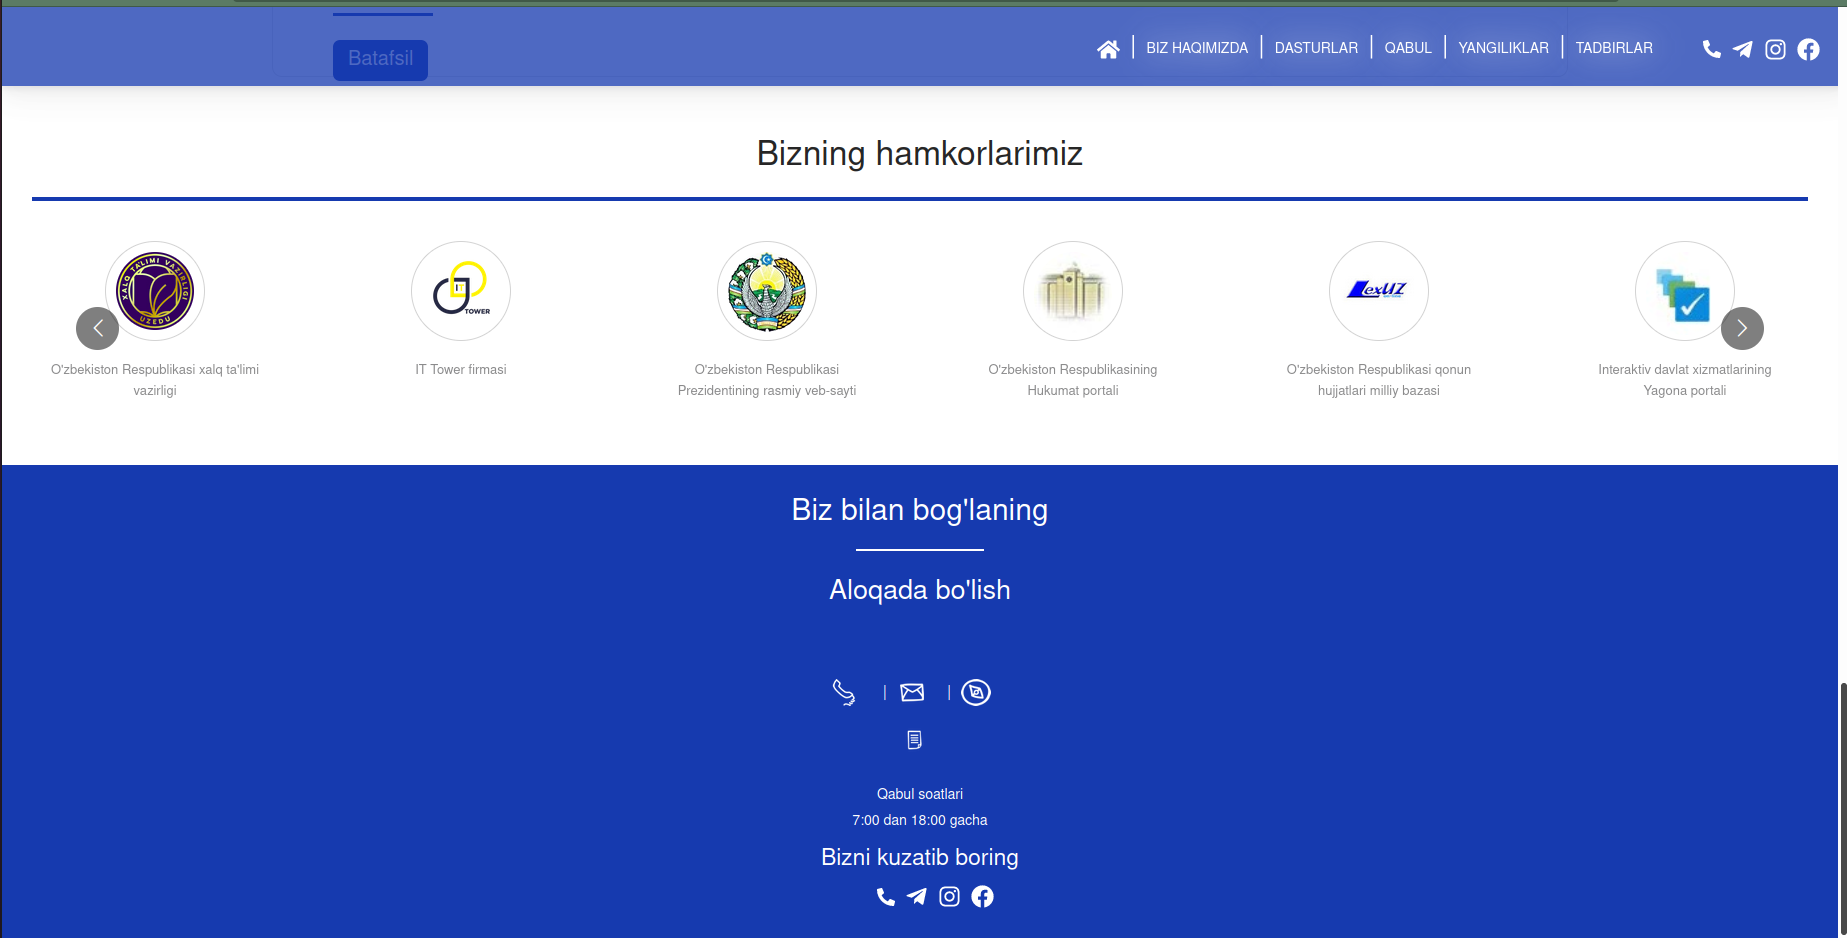 Batafsil
BIZ HAQIMIZDA | DASTURLAR | QABUL | YANGILIKLAR | TADBIRLAR
Bizning hamkorlarimiz
XALQ TA'LIMI VAZIRLIGI
UZEDU
IT
TOWER
LexUZ
O'zbekiston Respublikasi xalq ta'limi
vazirligi
IT Tower firmasi
O'zbekiston Respublikasi
Prezidentining rasmiy veb-sayti
O'zbekiston Respublikasining
Hukumat portali
O'zbekiston Respublikasi qonun
hujjatlari milliy bazasi
Interaktiv davlat xizmatlarining
Yagona portali
Biz bilan bog'laning
Aloqada bo'lish
Qabul soatlari
7:00 dan 18:00 gacha
Bizni kuzatib boring